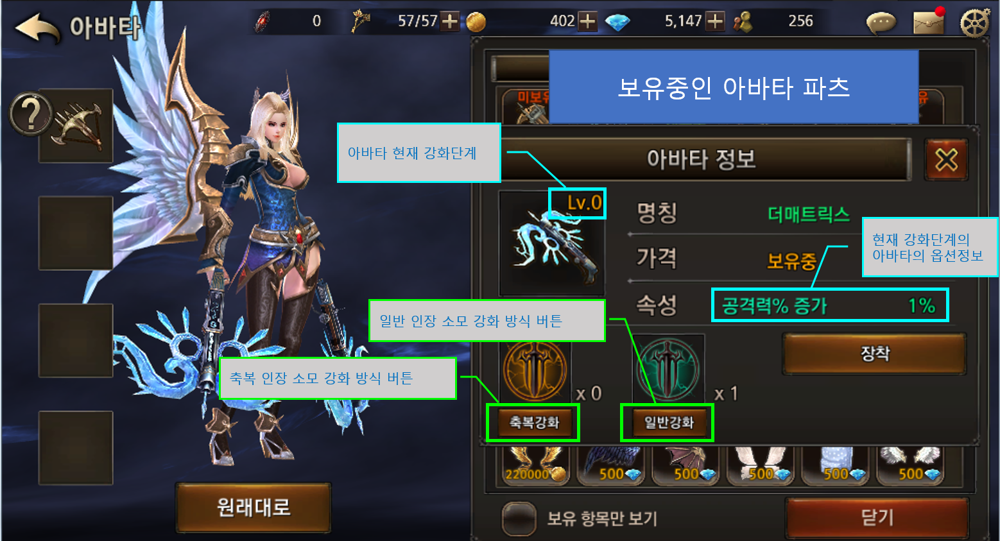 아바타
0
57/57
402
5,147
256
보유중인 아바타 파츠
미보유
유
아바타 현재 강화단계
아바타 정보
Lv.0
명칭
더매트릭스
가격
보유중
현재 강화단계의
아바타의 옵션정보
속성
공격력% 증가
1%
일반 인장 소모 강화 방식 버튼
장착
축복 인장 소모 강화 방식 버튼
x 0
x 1
축복강화
일반강화
220000
500
500
500
500
500
원래대로
보유 항목만 보기
닫기